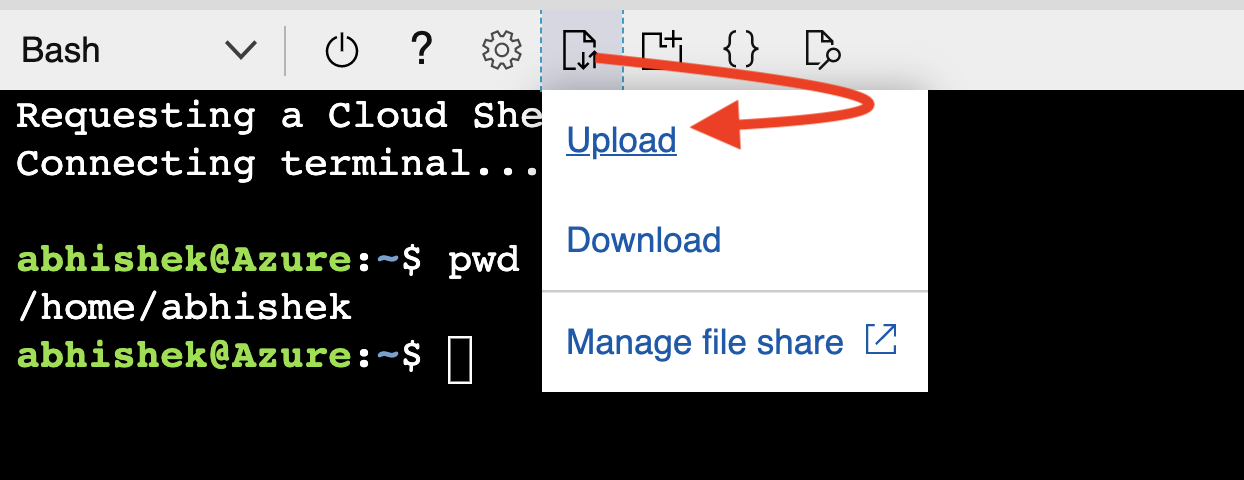 Bash
?
{}
Requesting a Cloud She
Connecting terminal...
abhishek@Azure:~$ pwd
/home/abhishek
abhishek@Azure:~$
Upload
Download
Manage file share